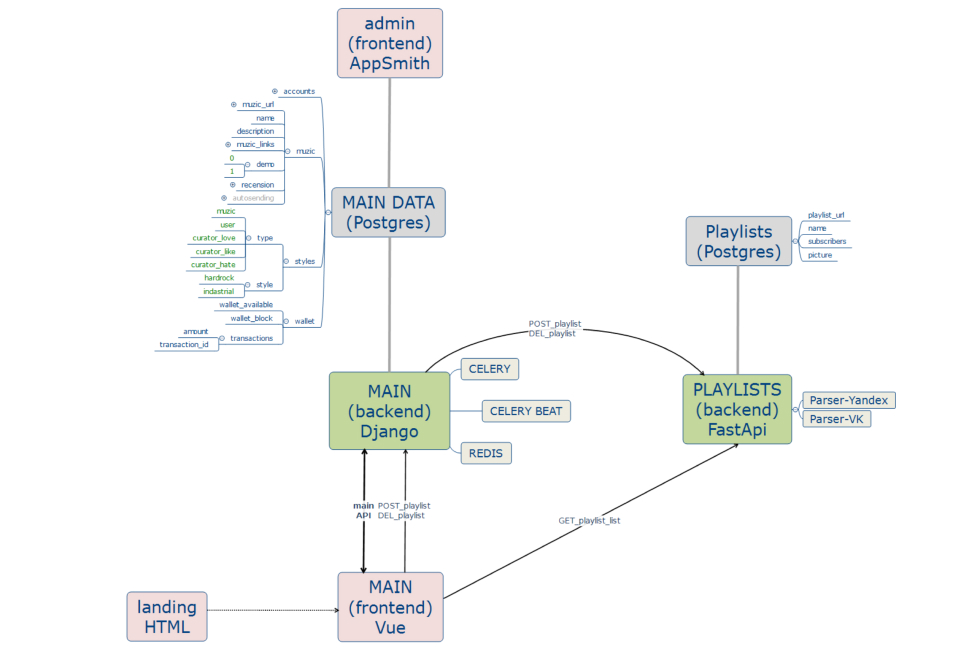 admin
(frontend)
AppSmith
accounts
muzic_url
name
description
muzic_links
0
demo
1
recension
autosending
muzic
MAIN DATA
(Postgres)
muzic
user
curator_love
type
curator_like
curator_hate
styles
hardrock
style
indastrial
wallet_available
wallet_block
wallet
amount
transactions
transaction_id
Playlists
(Postgres)
playlist_url
name
subscribers
picture
POST_playlist
DEL_playlist
MAIN
(backend)
Django
CELERY
CELERY BEAT
REDIS
PLAYLISTS
(backend)
FastApi
Parser-Yandex
Parser-VK
main
API
POST_playlist
DEL_playlist
GET_playlist_list
landing
HTML
MAIN
(frontend)
Vue